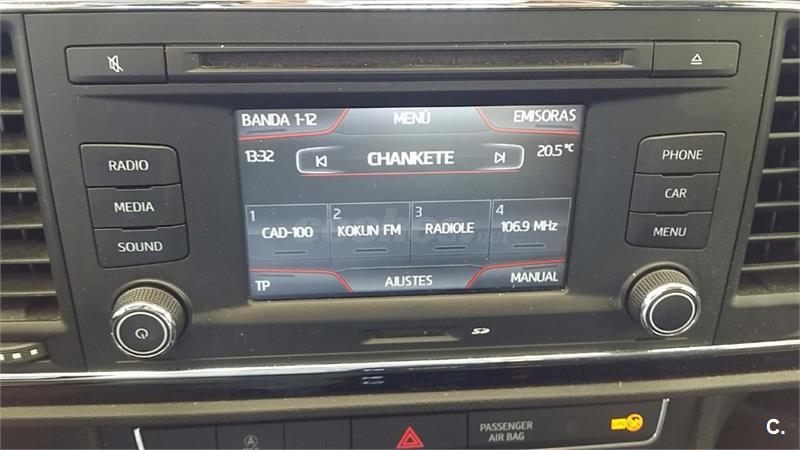 BANDA 1-12 MENÚ EMISORAS
13:32 CHANKETE 20.5 °C
RADIO
MEDIA
SOUND
PHONE
CAR
MENU
1 CAD-100 2 KOKUN FM 3 RADIOLE 4 106.9 MHz
TP AJUSTES MANUAL
PASSENGER
AIR BAG
C.